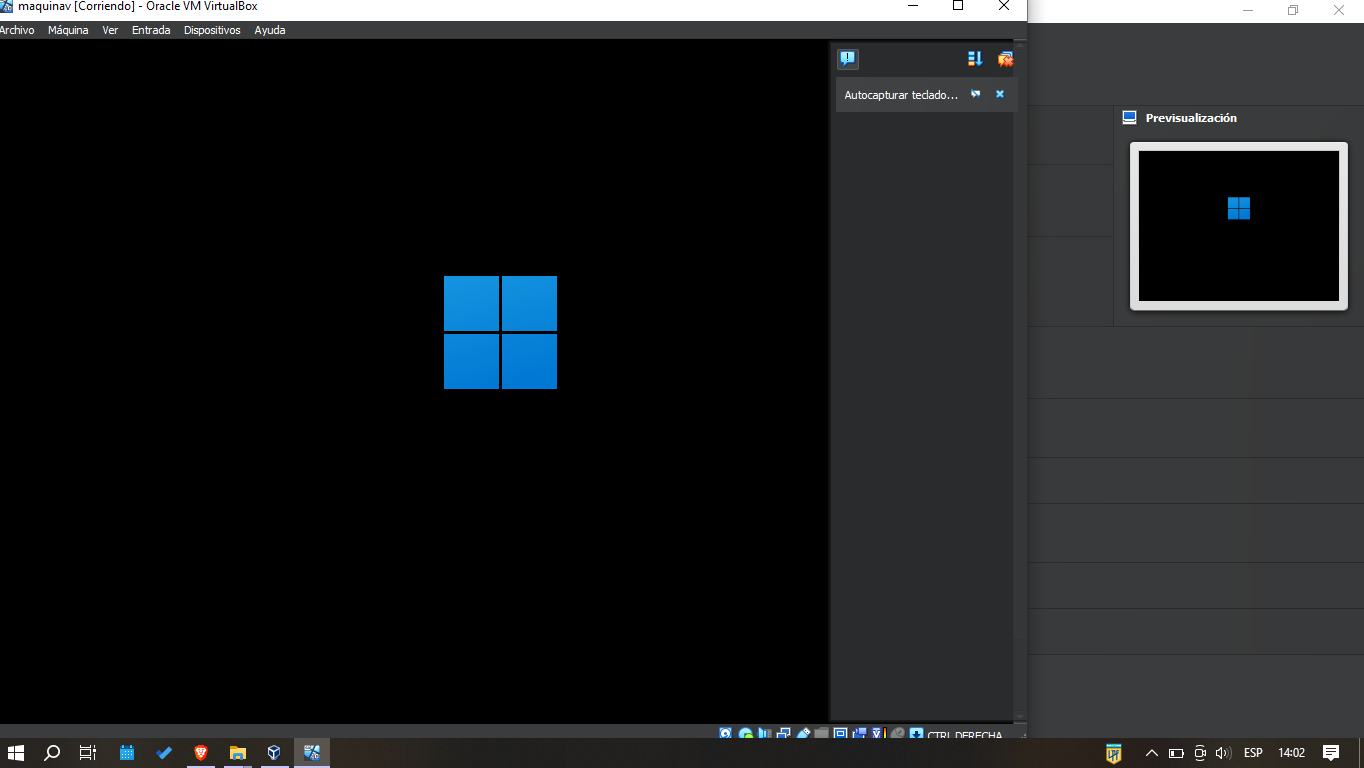 maquinav [Corriendo] - Oracle VM VirtualBox
Archivo Máquina Ver Entrada Dispositivos Ayuda
Autocapturar teclado...
Previsualización
CTRL DERECHA
ESP 14:02